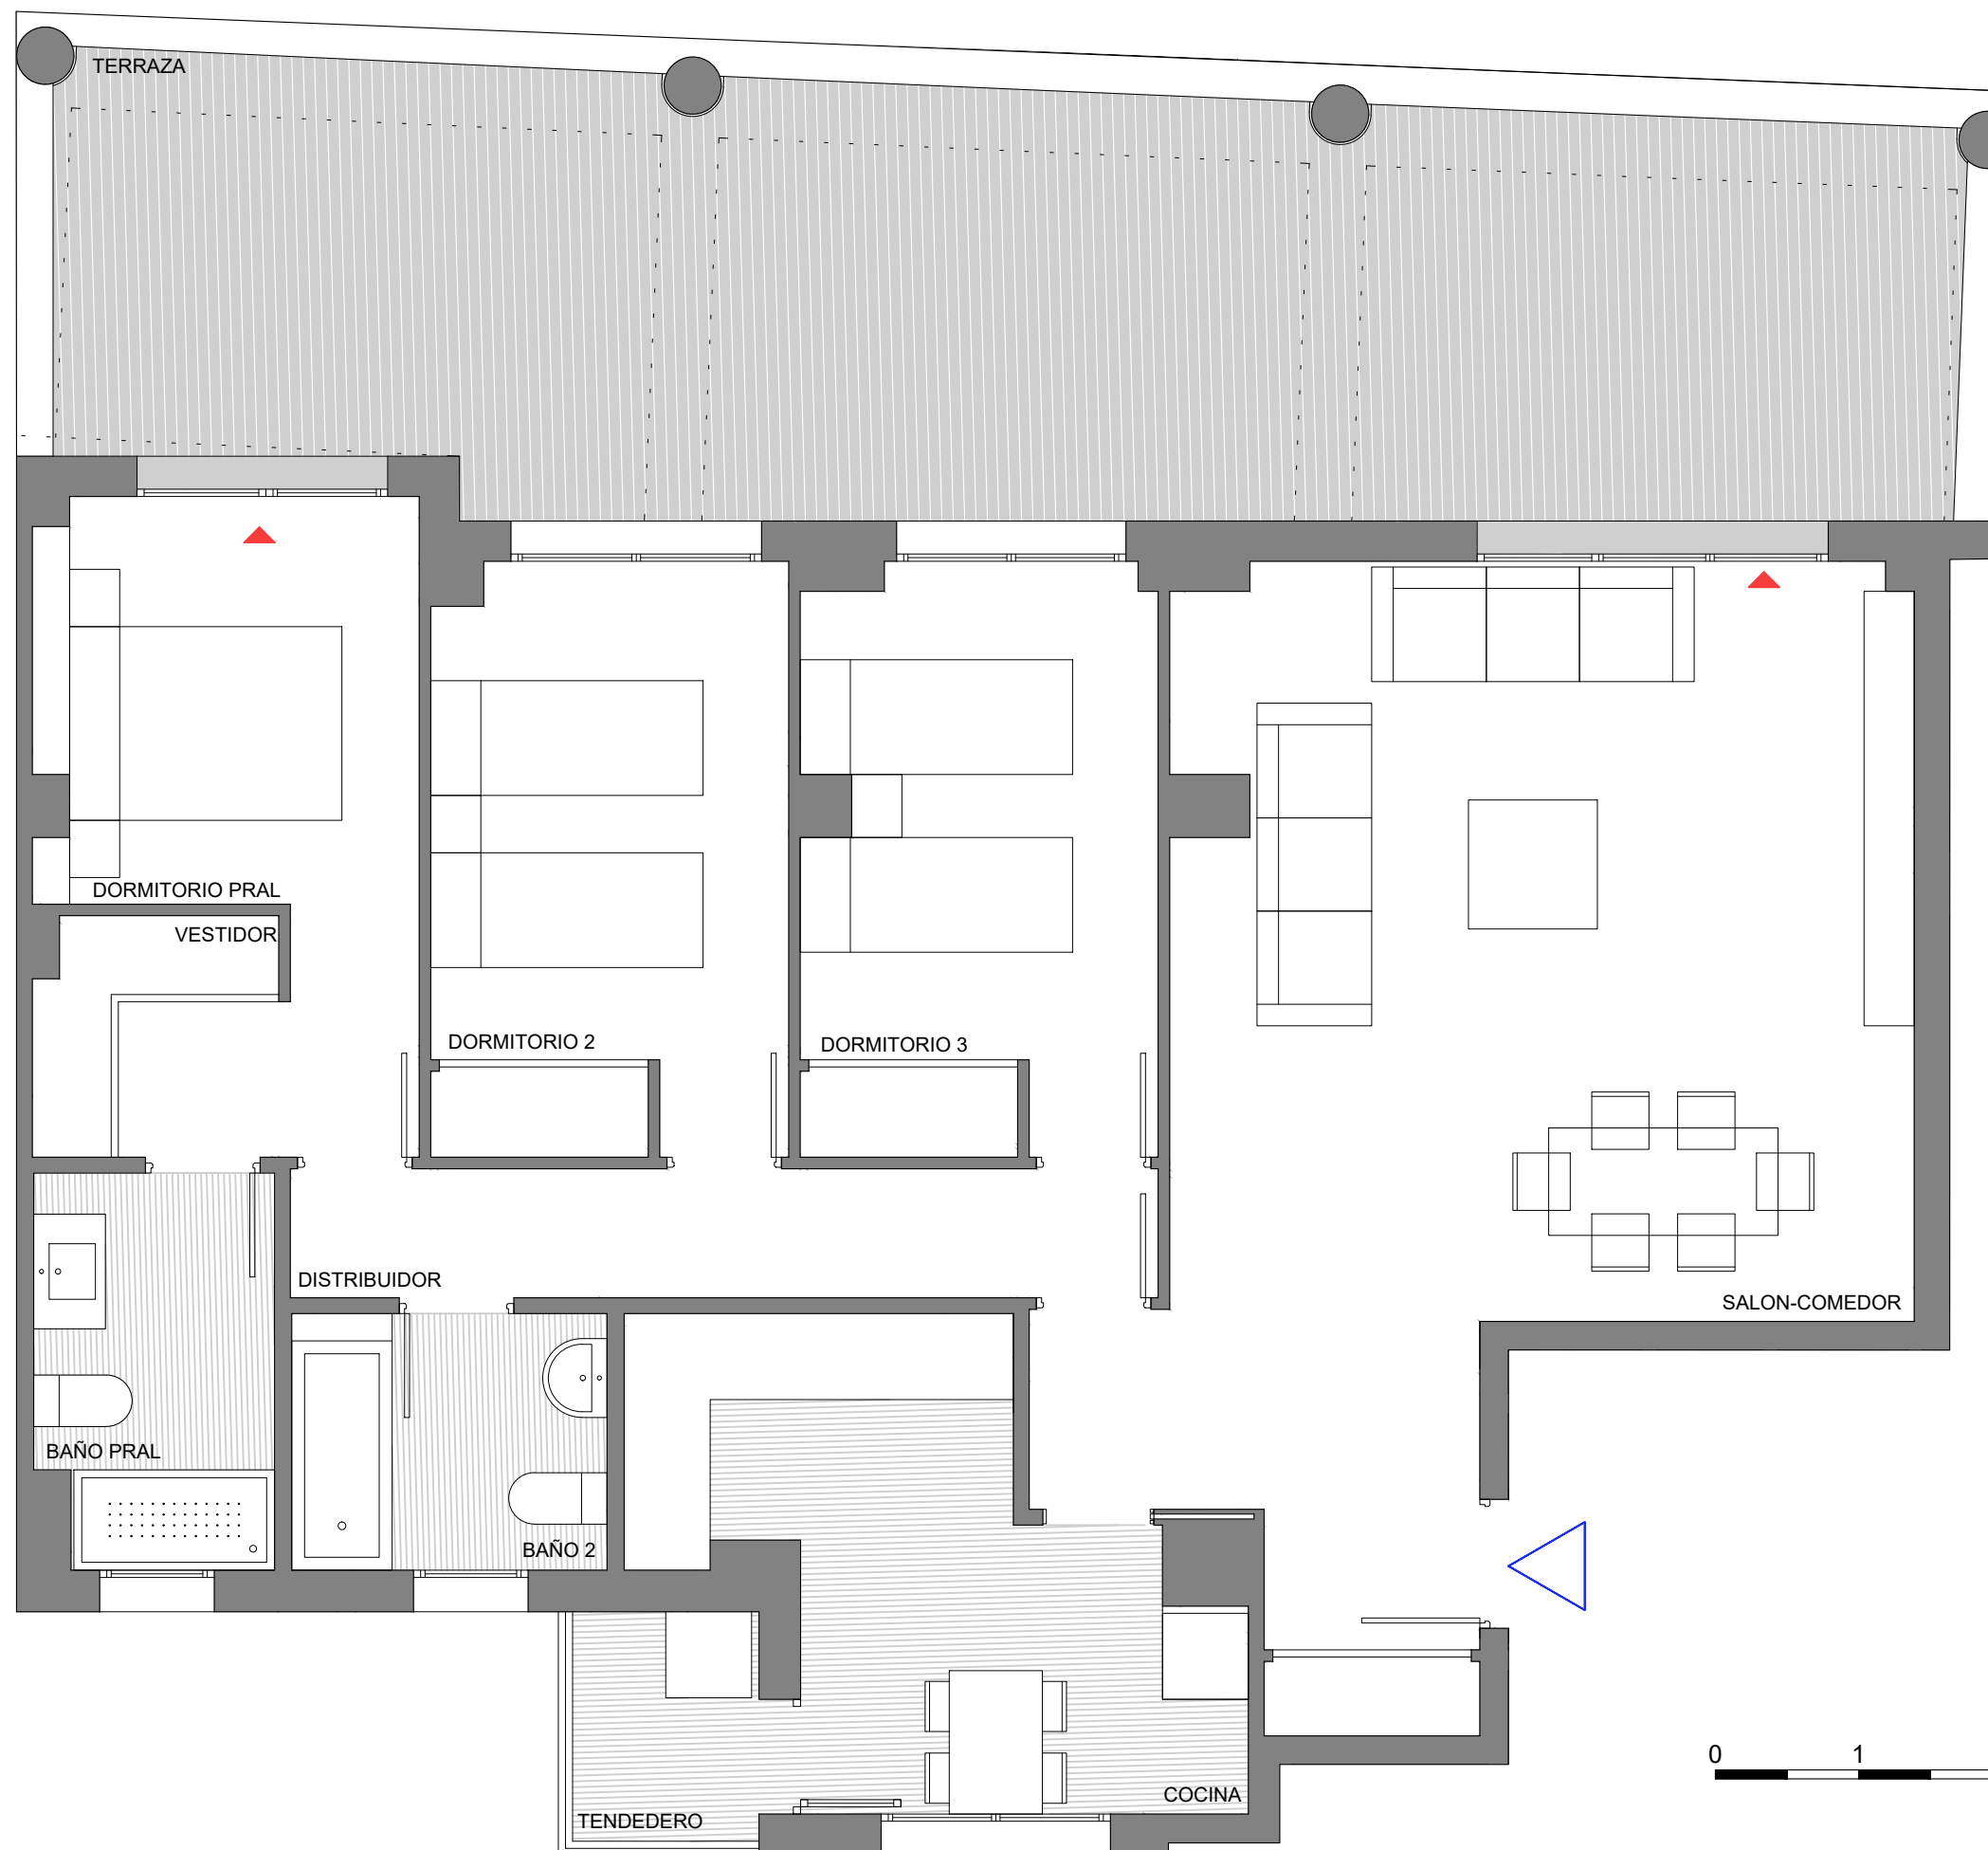 TERRAZA
DORMITORIO PRAL
VESTIDOR
DORMITORIO 2
DORMITORIO 3
DISTRIBUIDOR
SALON-COMEDOR
BAÑO PRAL
BAÑO 2
0 1
COCINA
TENDEDERO